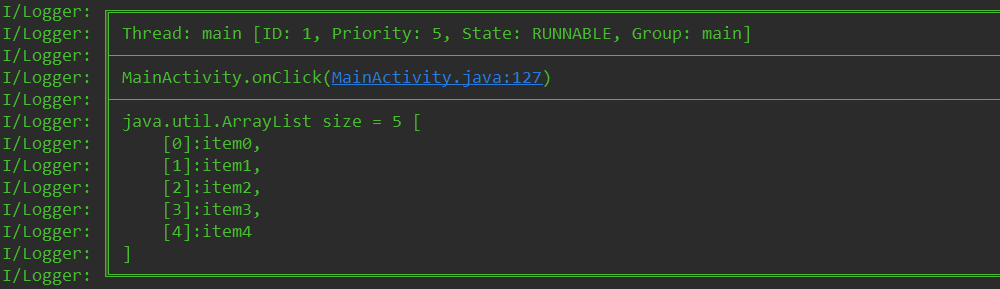 I/Logger:
I/Logger: Thread: main [ID: 1, Priority: 5, State: RUNNABLE, Group: main]
I/Logger:
I/Logger: MainActivity.onClick(MainActivity.java:127)
I/Logger:
I/Logger: java.util.ArrayList size = 5 [
I/Logger: [0]:item0,
I/Logger: [1]:item1,
I/Logger: [2]:item2,
I/Logger: [3]:item3,
I/Logger: [4]:item4
I/Logger: ]
I/Logger: